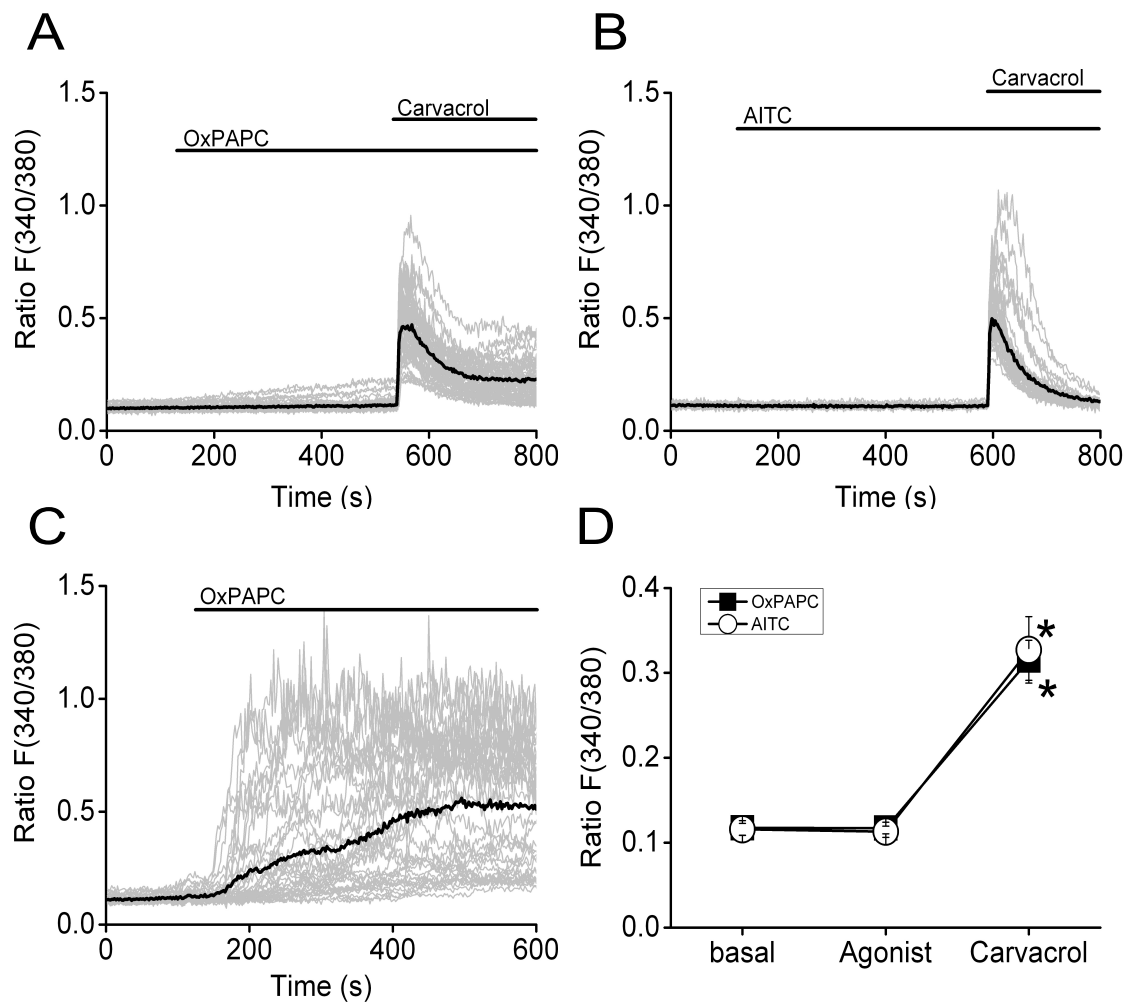 A
B
1.5
1.0
0.5
0.0
Ratio F(340/380)
OxPAPC
Carvacrol
0
200
400
600
800
Time (s)
1.5
1.0
0.5
0.0
Ratio F(340/380)
AITC
Carvacrol
0
200
400
600
800
Time (s)
C
D
1.5
1.0
0.5
0.0
Ratio F(340/380)
OxPAPC
0
200
400
600
Time (s)
0.4
0.3
0.2
0.1
0.0
Ratio F(340/380)
OxPAPC
AITC
*
*
basal
Agonist
Carvacrol